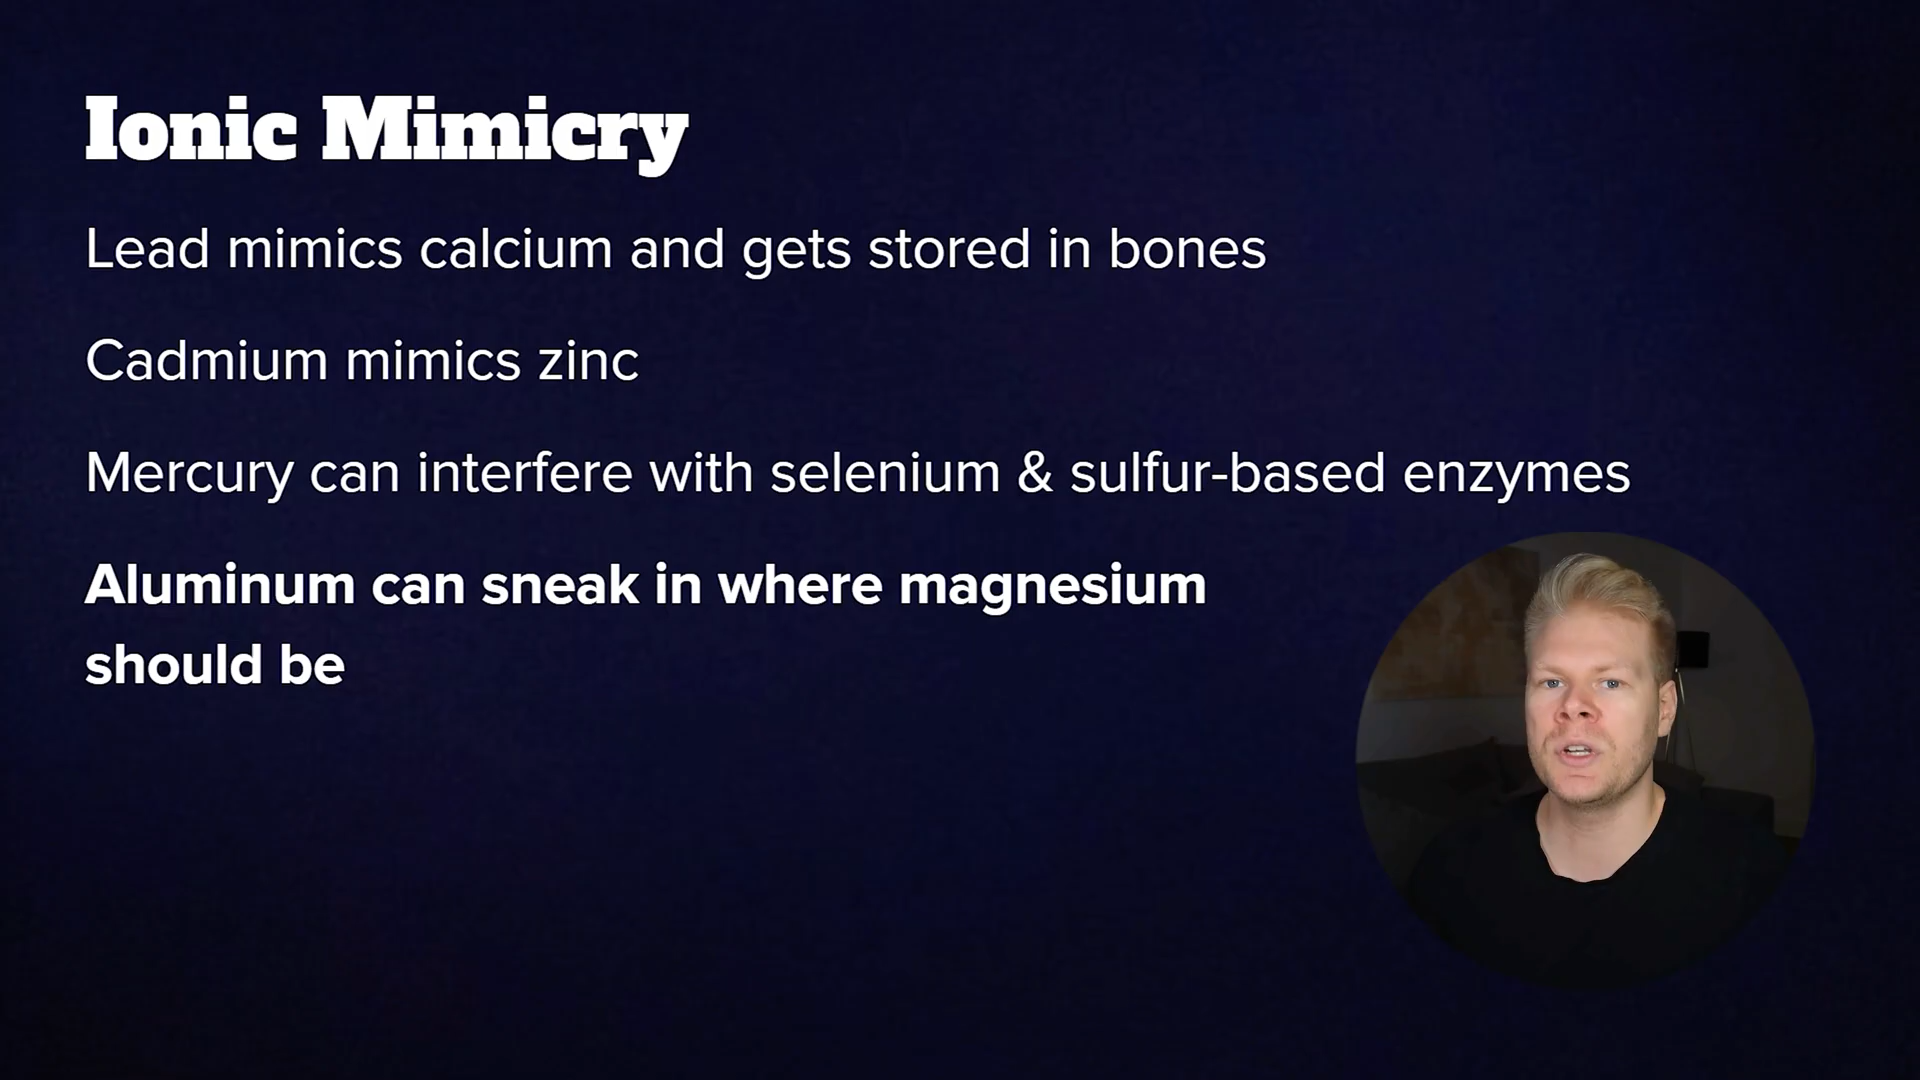 Ionic Mimicry
Lead mimics calcium and gets stored in bones
Cadmium mimics zinc
Mercury can interfere with selenium & sulfur-based enzymes
Aluminum can sneak in where magnesium
should be